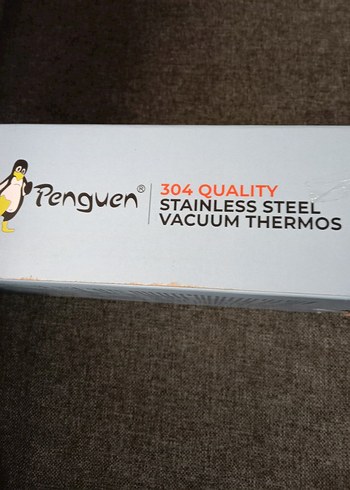 Penguen®
304 QUALITY
STAINLESS STEEL
VACUUM THERMOS